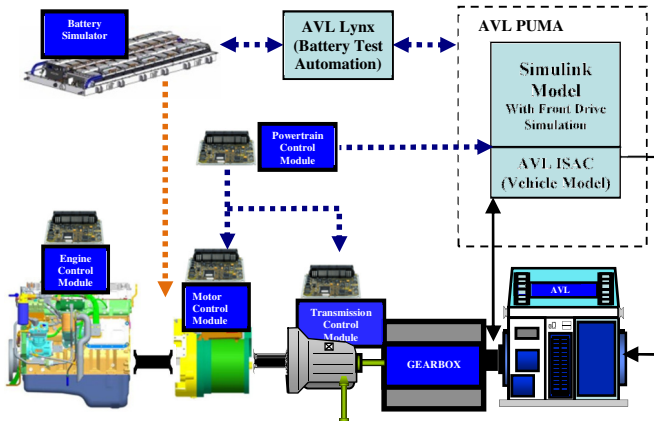 Battery
Simulator
AVL Lynx
(Battery Test
Automation)
AVL PUMA
Simulink
Model
With Front Drive
Simulation
AVL ISAC
(Vehicle Model)
Powertrain
Control
Module
Engine
Control
Module
Motor
Control
Module
Transmission
Control
Module
GEARBOX
AVL